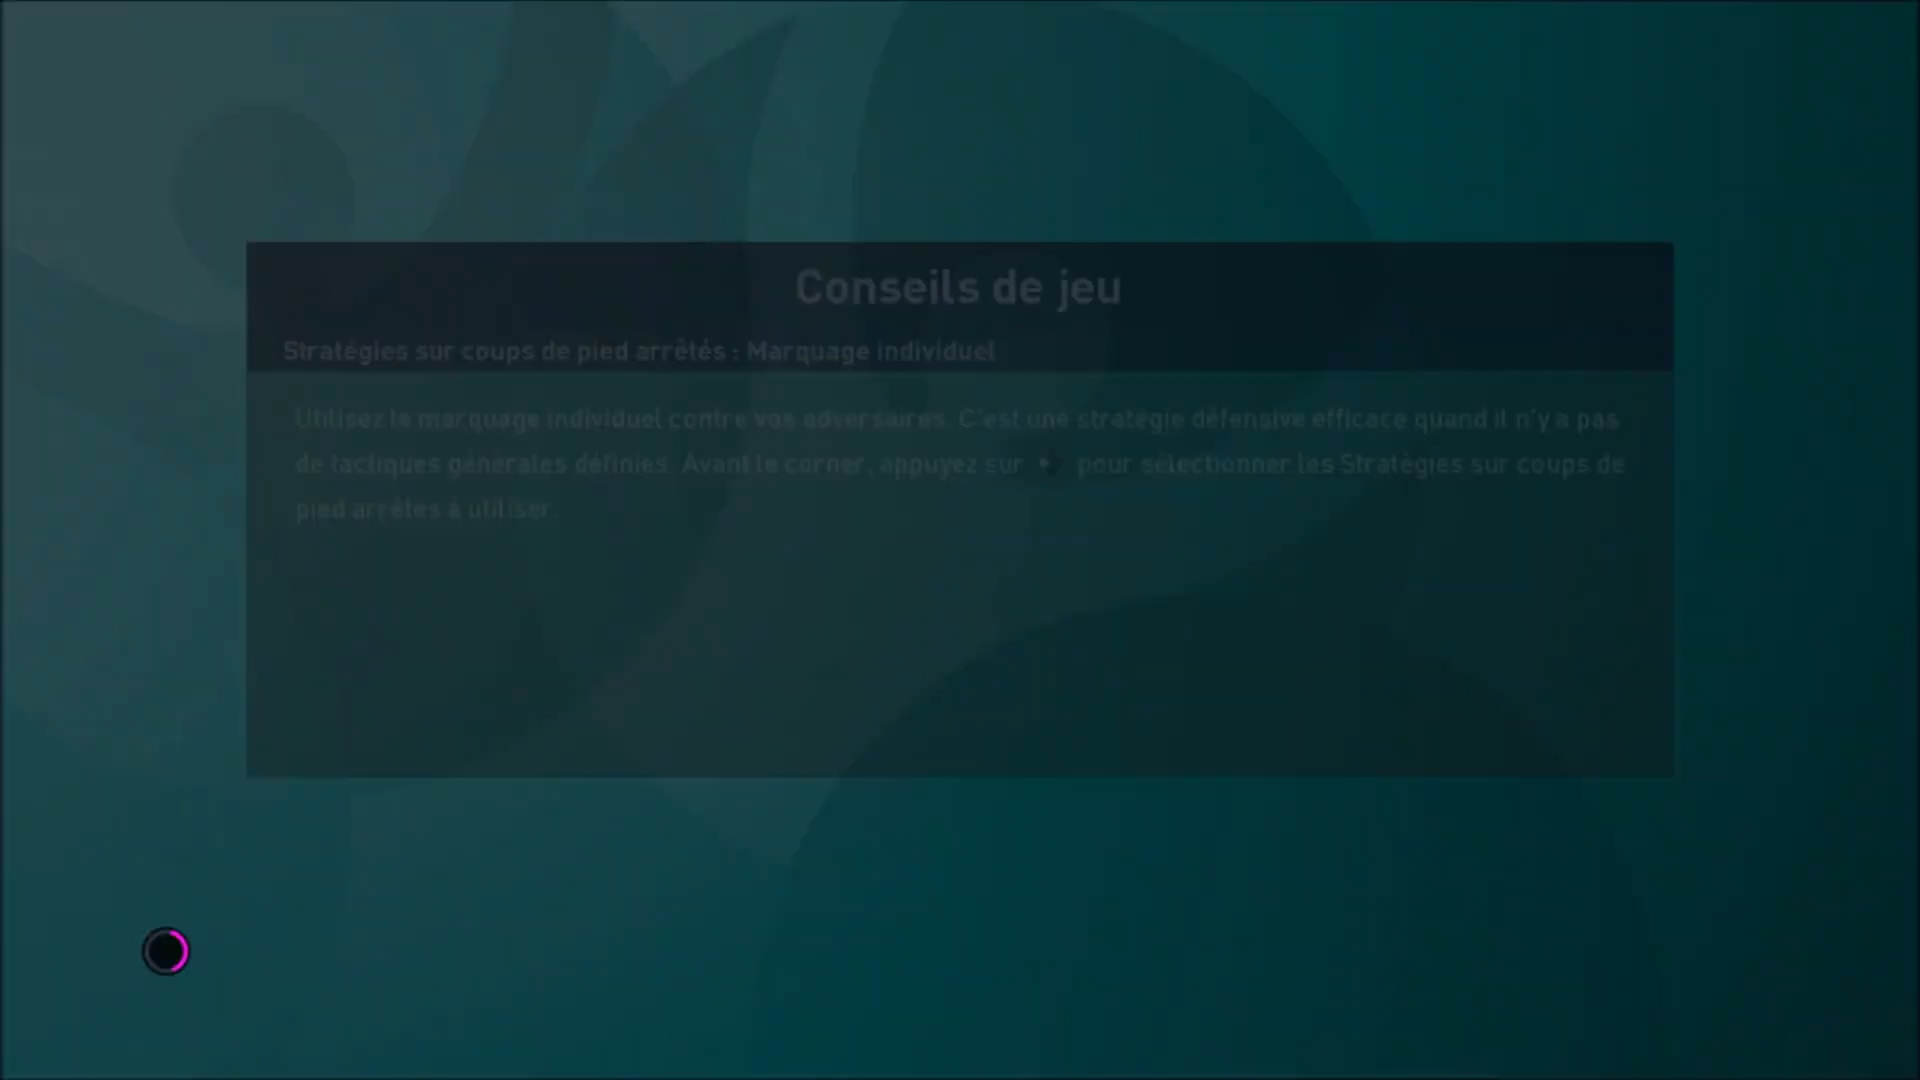 Conseils de jeu
Stratégies sur coups de pied arrêtés : Marquage individuel
Utilisez le marquage individuel contre vos adversaires. C'est une stratégie défensive efficace quand il n'y a pas
de tactiques générales définies. Avant le corner, appuyez sur pour sélectionner les Stratégies sur coups de
pied arrêtés à utiliser.